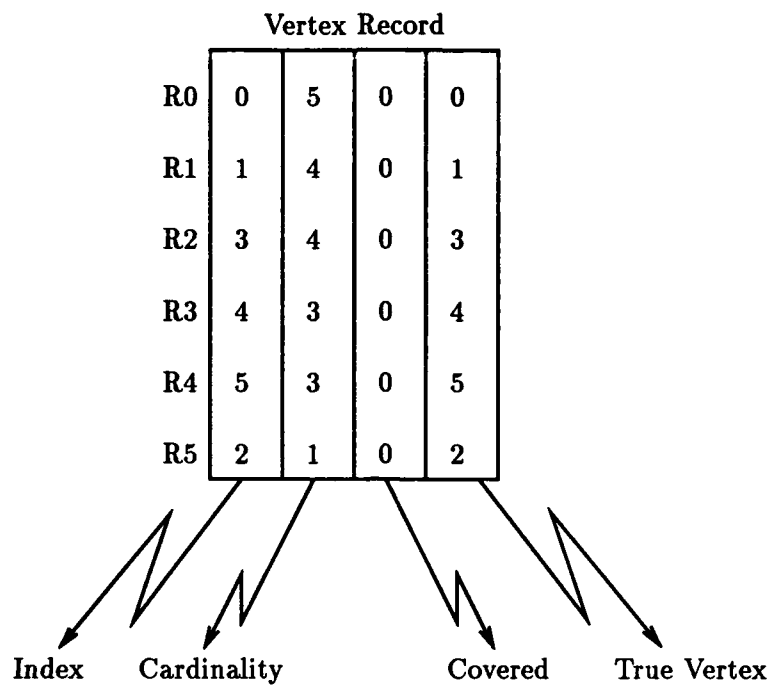 Vertex Record
R0 0 5 0 0
R1 1 4 0 1
R2 3 4 0 3
R3 4 3 0 4
R4 5 3 0 5
R5 2 1 0 2
Index Cardinality Covered True Vertex